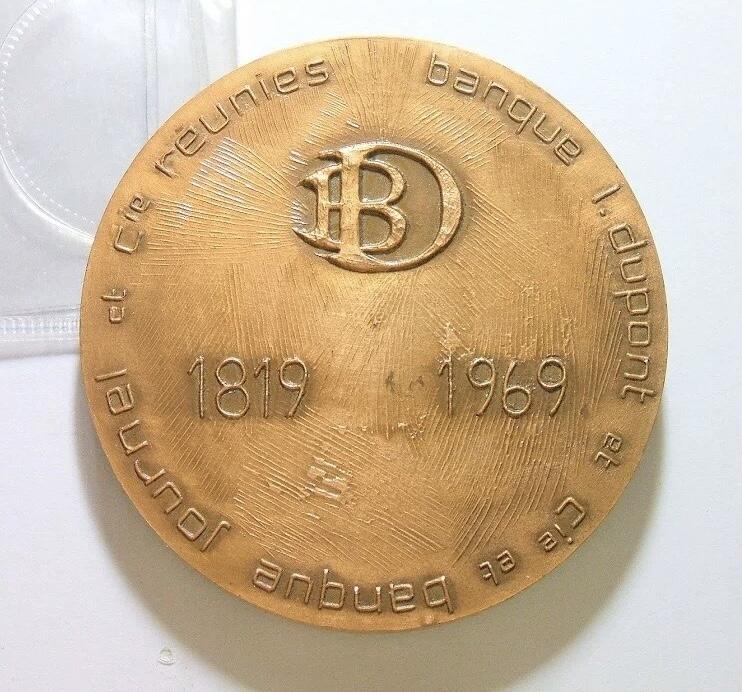 banque l. dupont et Cie et banque journal et Cie réunies
BD
1819 1969